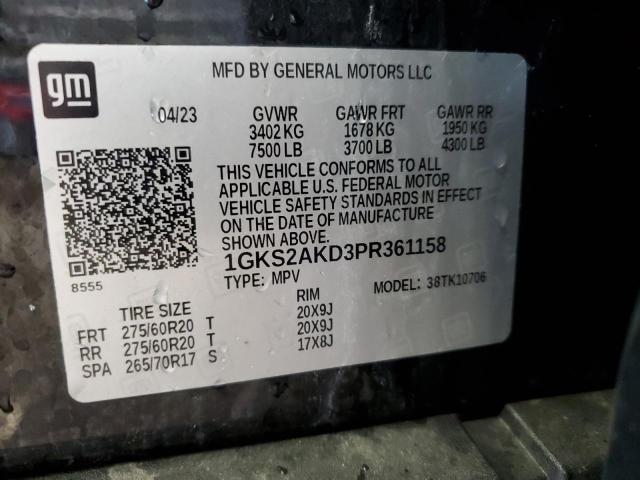 gm
MFD BY GENERAL MOTORS LLC
04/23 GVWR GAWR FRT GAWR RR
3402 KG 1678 KG 1950 KG
7500 LB 3700 LB 4300 LB
THIS VEHICLE CONFORMS TO ALL
APPLICABLE U.S. FEDERAL MOTOR
VEHICLE SAFETY STANDARDS IN EFFECT
ON THE DATE OF MANUFACTURE
SHOWN ABOVE.
1GKS2AKD3PR361158
8555
TYPE: MPV MODEL: 38TK10706
TIRE SIZE RIM
FRT 275/60R20 T 20X9J
RR 275/60R20 T 20X9J
SPA 265/70R17 S 17X8J